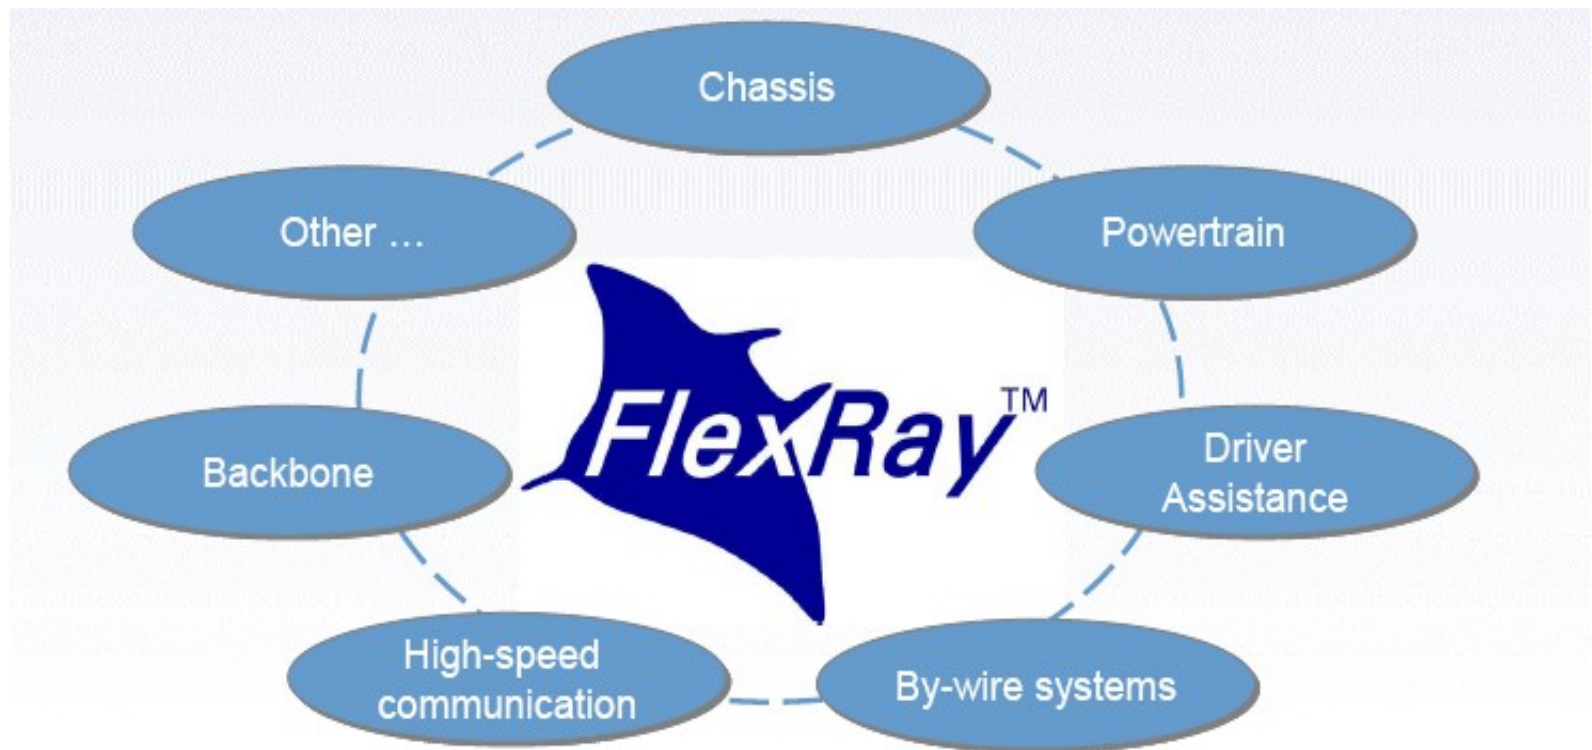 Chassis
Other ...
Powertrain
FlexRay™
Backbone
Driver
Assistance
High-speed
communication
By-wire systems